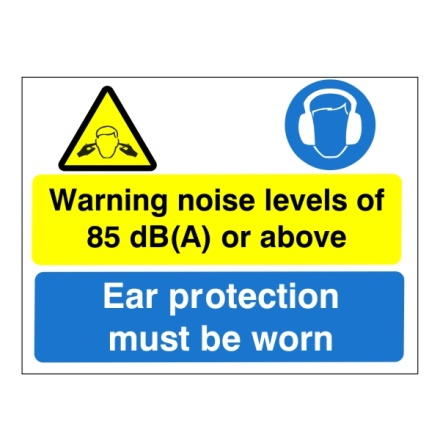 Warning noise levels of
85 dB(A) or above
Ear protection
must be worn